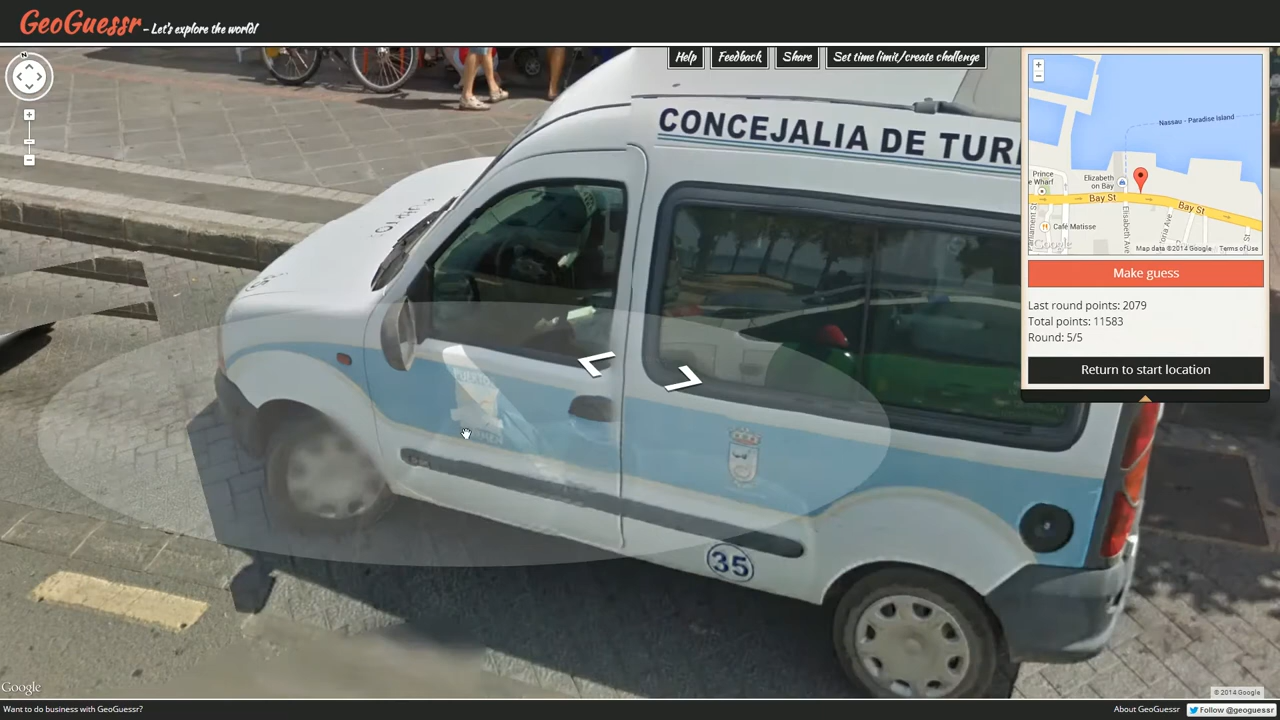 GeoGuessr – Let's explore the world!
Help
Feedback
Share
Set time limit/create challenge
CONCEJALIA DE TURI
PUERTO
35
Nassau - Paradise Island
Prince
e Wharf
Elizabeth
on Bay
Bay St
Bay St
Elisabeth Ave
Café Matisse
Google
Map data ©2014 Google
Terms of Use
Make guess
Last round points: 2079
Total points: 11583
Round: 5/5
Return to start location
Google
© 2014 Google
Want to do business with GeoGuessr?
About GeoGuessr
Follow @geoguessr